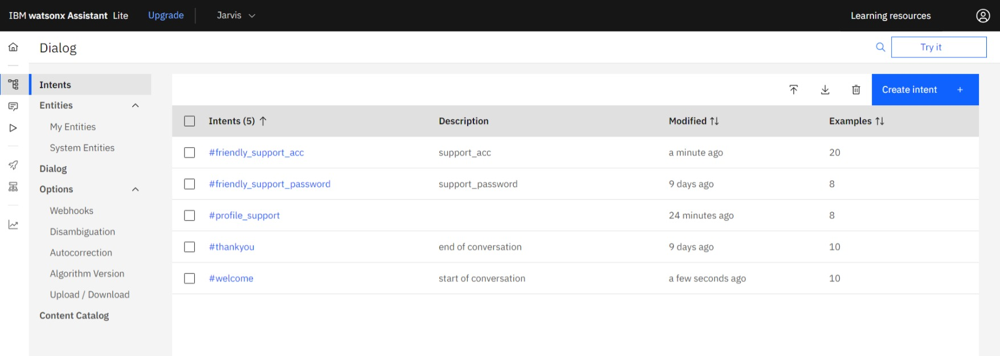 IBM watsonx Assistant Lite Upgrade Jarvis Learning resources
Dialog Try it
Intents
Entities
My Entities
System Entities
Dialog
Options
Webhooks
Disambiguation
Autocorrection
Algorithm Version
Upload / Download
Content Catalog
Create intent +
Intents (5) Description Modified Examples
#friendly_support_acc support_acc a minute ago 20
#friendly_support_password support_password 9 days ago 8
#profile_support 24 minutes ago 8
#thankyou end of conversation 9 days ago 10
#welcome start of conversation a few seconds ago 10